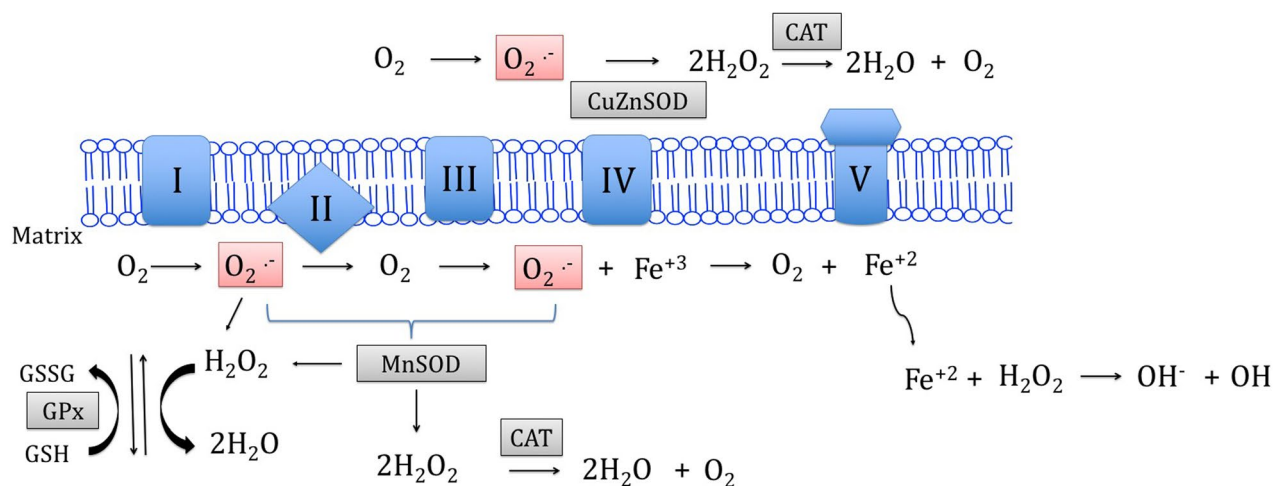 O₂ → O₂·⁻ → 2H₂O₂ → 2H₂O + O₂
CAT
CuZnSOD
I II III IV V
Matrix
O₂ → O₂·⁻ → O₂ → O₂·⁻ + Fe⁺³ → O₂ + Fe⁺²
H₂O₂ ← MnSOD
GSSG
GPx
GSH
2H₂O
Fe⁺² + H₂O₂ → OH⁻ + OH
CAT
2H₂O₂ → 2H₂O + O₂